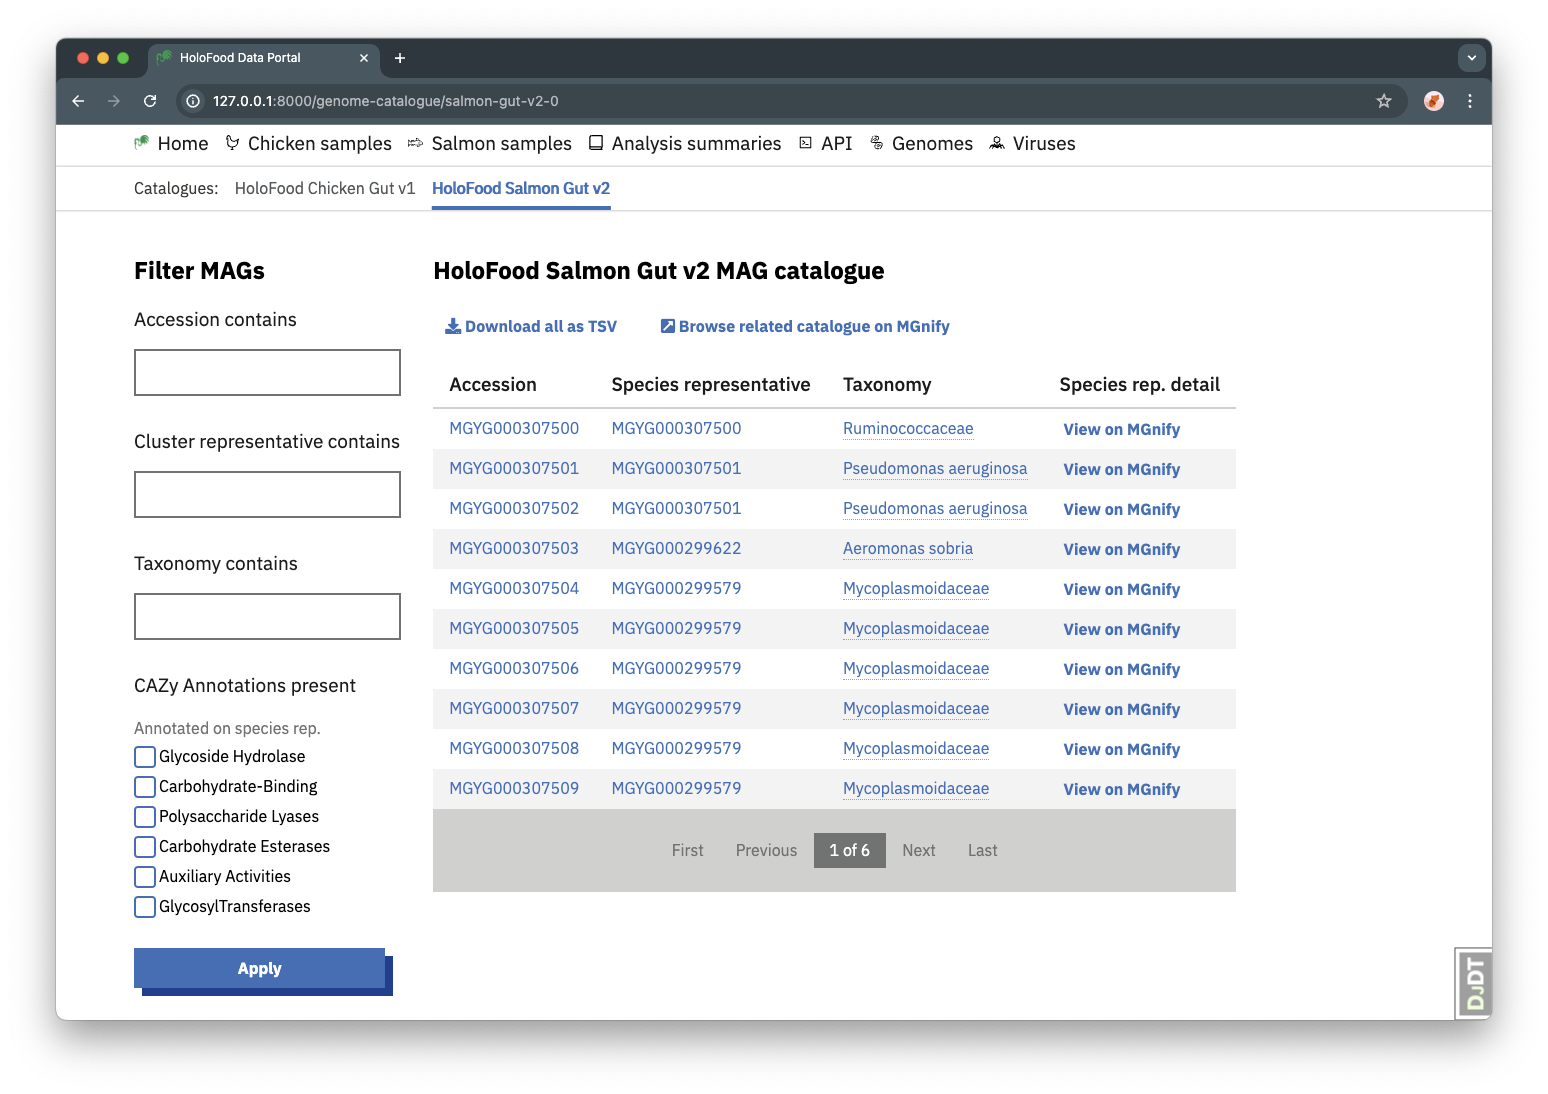 HoloFood Data Portal
127.0.0.1:8000/genome-catalogue/salmon-gut-v2-0
Home Chicken samples Salmon samples Analysis summaries API Genomes Viruses
Catalogues: HoloFood Chicken Gut v1 HoloFood Salmon Gut v2
Filter MAGs
Accession contains
Cluster representative contains
Taxonomy contains
CAZy Annotations present
Annotated on species rep.
Glycoside Hydrolase
Carbohydrate-Binding
Polysaccharide Lyases
Carbohydrate Esterases
Auxiliary Activities
GlycosylTransferases
Apply
HoloFood Salmon Gut v2 MAG catalogue
Download all as TSV Browse related catalogue on MGnify
Accession Species representative Taxonomy Species rep. detail
MGYG000307500 MGYG000307500 Ruminococcaceae View on MGnify
MGYG000307501 MGYG000307501 Pseudomonas aeruginosa View on MGnify
MGYG000307502 MGYG000307501 Pseudomonas aeruginosa View on MGnify
MGYG000307503 MGYG000299622 Aeromonas sobria View on MGnify
MGYG000307504 MGYG000299579 Mycoplasmoidaceae View on MGnify
MGYG000307505 MGYG000299579 Mycoplasmoidaceae View on MGnify
MGYG000307506 MGYG000299579 Mycoplasmoidaceae View on MGnify
MGYG000307507 MGYG000299579 Mycoplasmoidaceae View on MGnify
MGYG000307508 MGYG000299579 Mycoplasmoidaceae View on MGnify
MGYG000307509 MGYG000299579 Mycoplasmoidaceae View on MGnify
First Previous 1 of 6 Next Last
DJDT